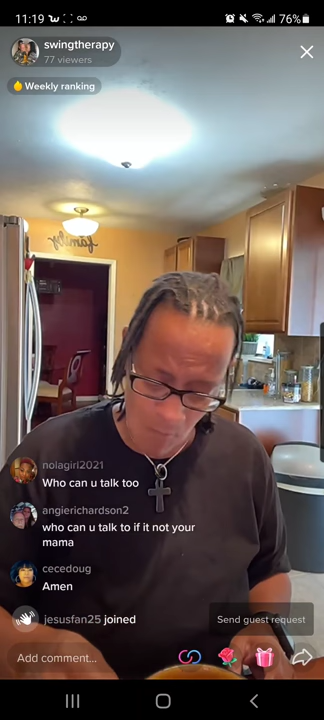 11:19
76%
swingtherapy
77 viewers
Weekly ranking
family
nolagirl2021
Who can u talk too
angierichardson2
who can u talk to if it not your
mama
cecedoug
Amen
jesusfan25 joined
Send guest request
Add comment...